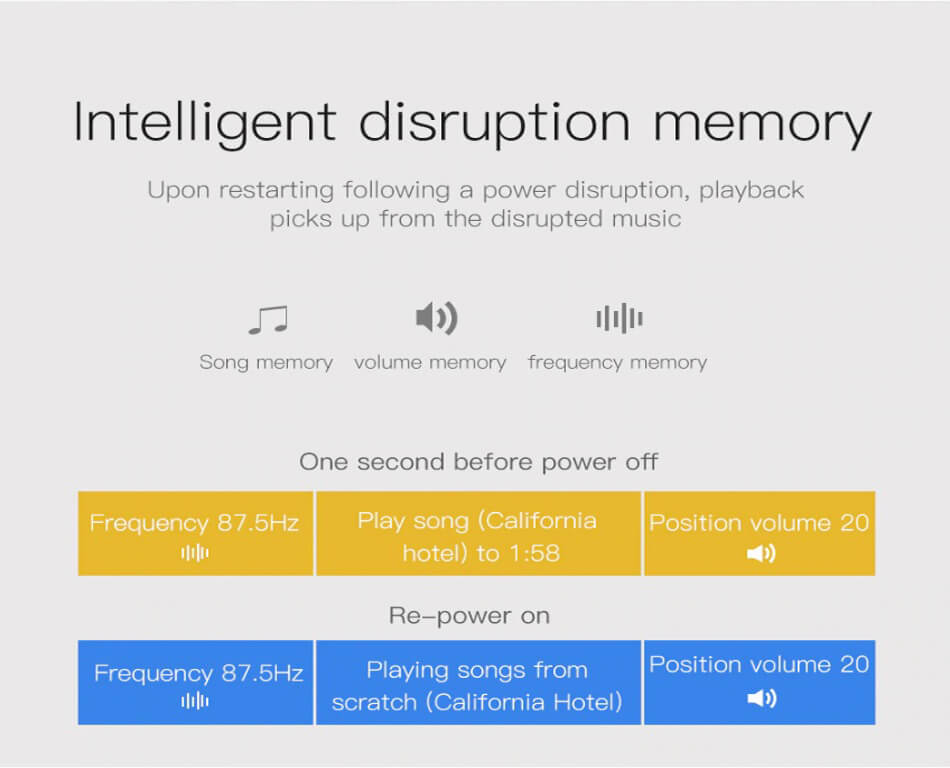 Intelligent disruption memory
Upon restarting following a power disruption, playback
picks up from the disrupted music
Song memory
volume memory
frequency memory
One second before power off
Frequency 87.5Hz
Play song (California
hotel) to 1:58
Position volume 20
Re-power on
Frequency 87.5Hz
Playing songs from
scratch (California Hotel)
Position volume 20